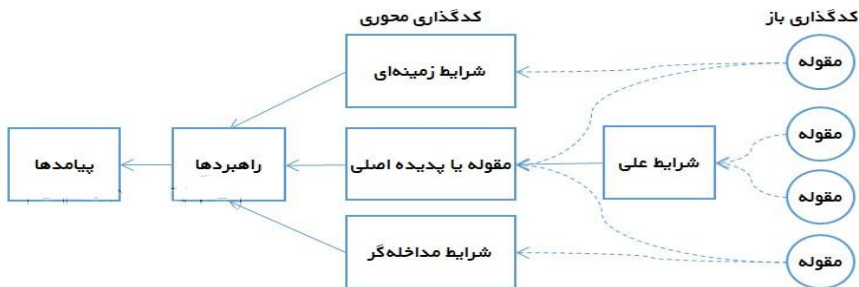 کدگذاری باز
کدگذاری محوری
مقوله
شرایط زمینه‌ای
مقوله
شرایط علی
مقوله یا پدیده اصلی
راهبردها
پیامدها
مقوله
مقوله
شرایط مداخله‌گر